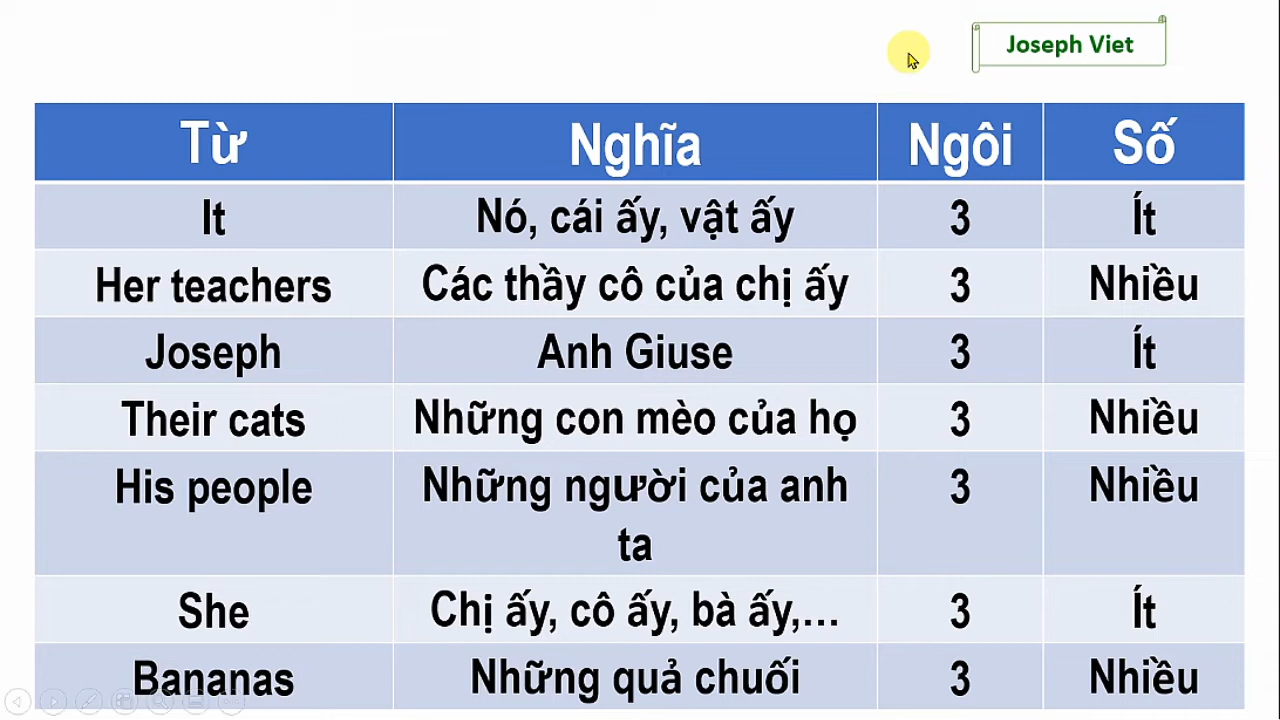 Joseph Viet
Từ Nghĩa Ngôi Số
It Nó, cái ấy, vật ấy 3 Ít
Her teachers Các thầy cô của chị ấy 3 Nhiều
Joseph Anh Giuse 3 Ít
Their cats Những con mèo của họ 3 Nhiều
His people Những người của anh 3 Nhiều
ta
She Chị ấy, cô ấy, bà ấy,... 3 Ít
Bananas Những quả chuối 3 Nhiều